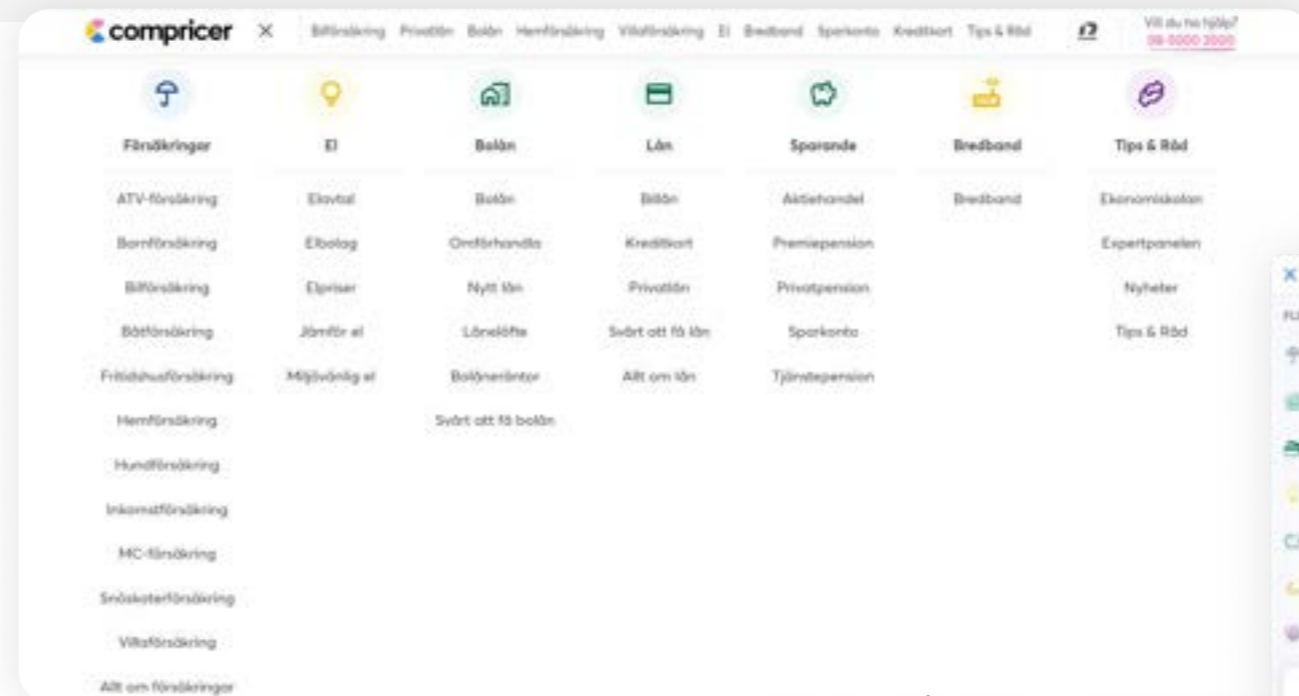 compricer × Bilförsäkring Privatlån Bolån Hemförsäkring Villaförsäkring El Bredband Sparkonto Kreditkort Tips & Råd Vill du ha hjälp?
Försäkringar El Bolån Lån Sparande Bredband Tips & Råd
ATV-försäkring Elavtal Bolån Billån Aktiehandel Bredband Ekonomiskolan
Barnförsäkring Elbolag Omförhandla Kreditkort Premiepension Expertpanelen
Bilförsäkring Elpriser Nytt lån Privatlån Privatpension Nyheter
Båtförsäkring Jämför el Lånelöfte Svårt att få lån Sparkonto Tips & Råd
Fritidshusförsäkring Miljövänlig el Bolåneräntor Allt om lån Tjänstepension
Hemförsäkring Svårt att få bolån
Hundförsäkring
Inkomstförsäkring
MC-försäkring
Snöskoterförsäkring
Villaförsäkring
Allt om försäkringar